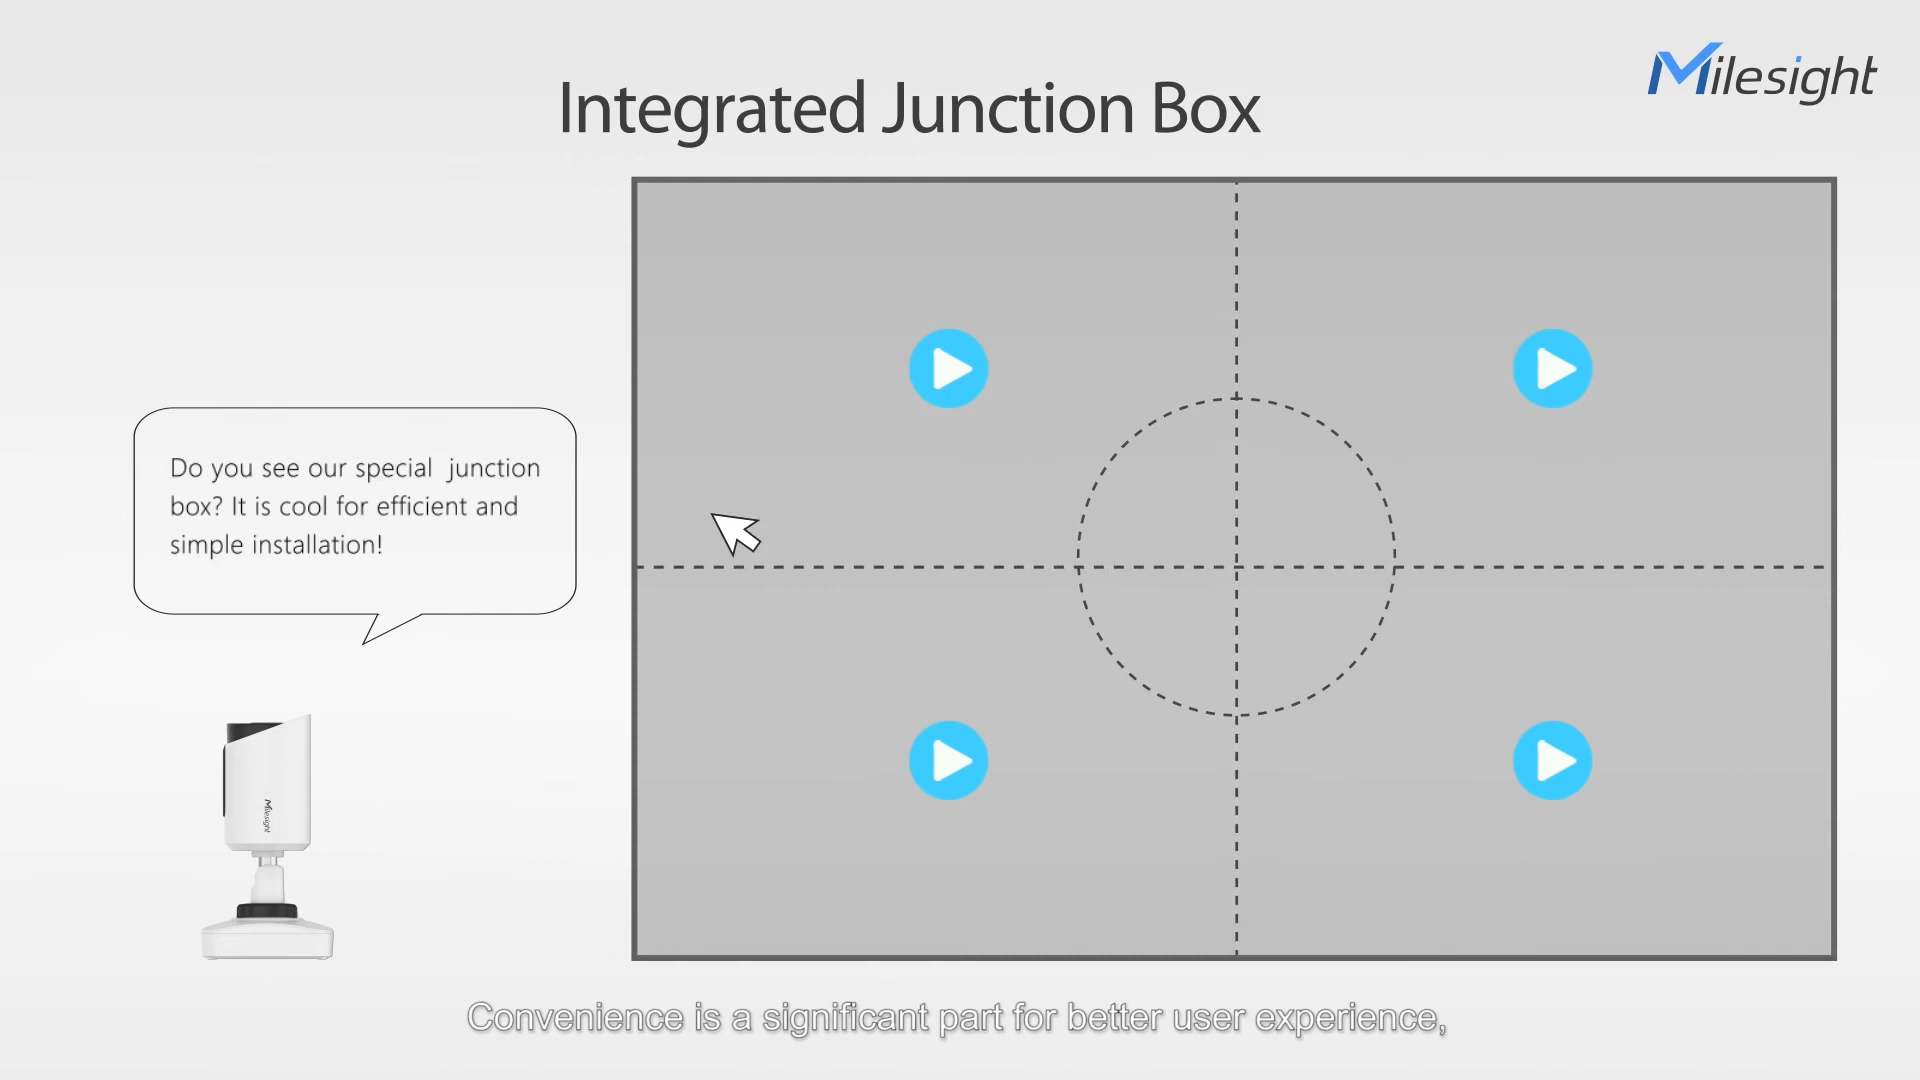 Milesight
Integrated Junction Box
Do you see our special junction
box? It is cool for efficient and
simple installation!
Milesight
Convenience is a significant part for better user experience,